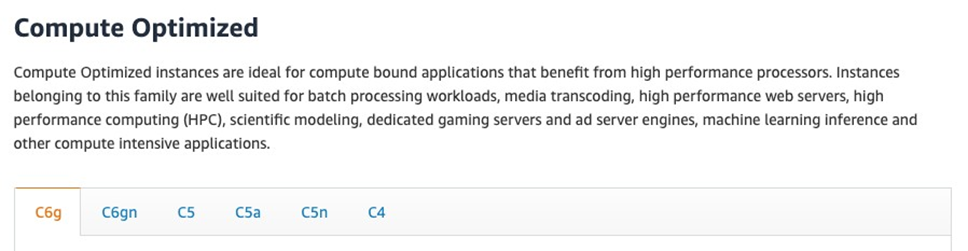 Compute Optimized
Compute Optimized instances are ideal for compute bound applications that benefit from high performance processors. Instances
belonging to this family are well suited for batch processing workloads, media transcoding, high performance web servers, high
performance computing (HPC), scientific modeling, dedicated gaming servers and ad server engines, machine learning inference and
other compute intensive applications.
C6g C6gn C5 C5a C5n C4